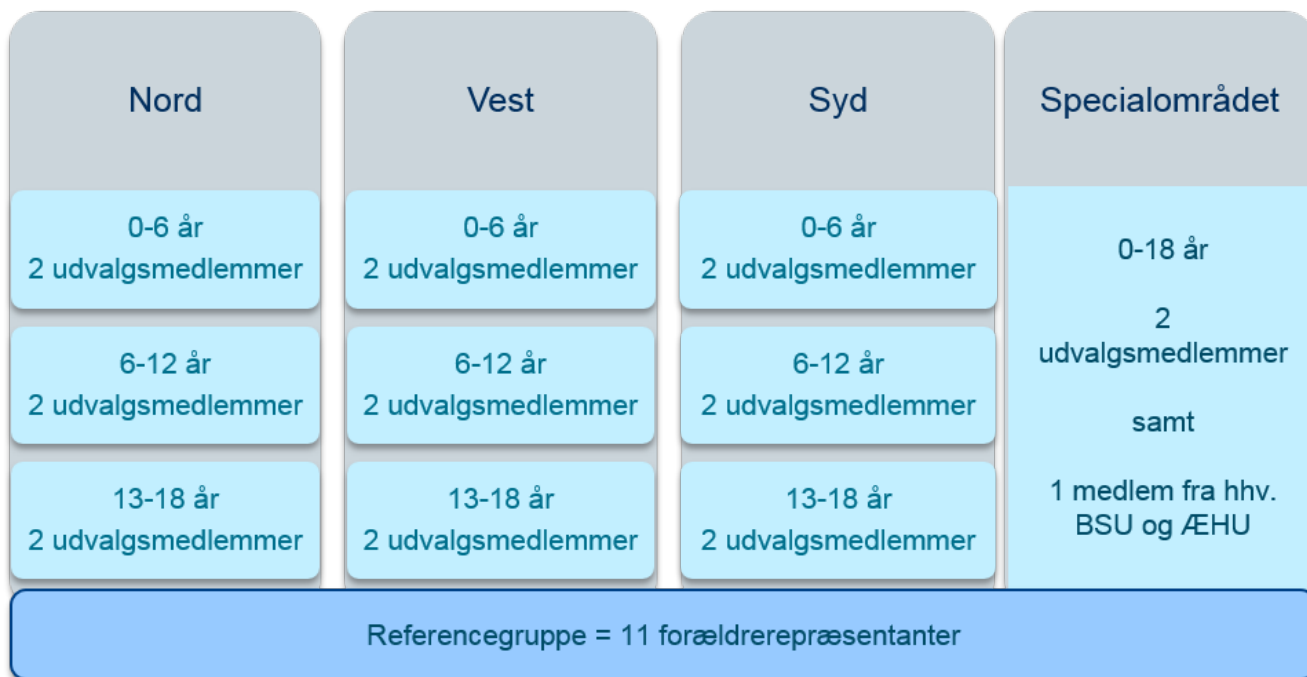 Nord
0-6 år
2 udvalgsmedlemmer
6-12 år
2 udvalgsmedlemmer
13-18 år
2 udvalgsmedlemmer
Vest
0-6 år
2 udvalgsmedlemmer
6-12 år
2 udvalgsmedlemmer
13-18 år
2 udvalgsmedlemmer
Syd
0-6 år
2 udvalgsmedlemmer
6-12 år
2 udvalgsmedlemmer
13-18 år
2 udvalgsmedlemmer
Specialområdet
0-18 år
2
udvalgsmedlemmer
samt
1 medlem fra hhv.
BSU og ÆHU
Referencegruppe = 11 forældrerepræsentanter